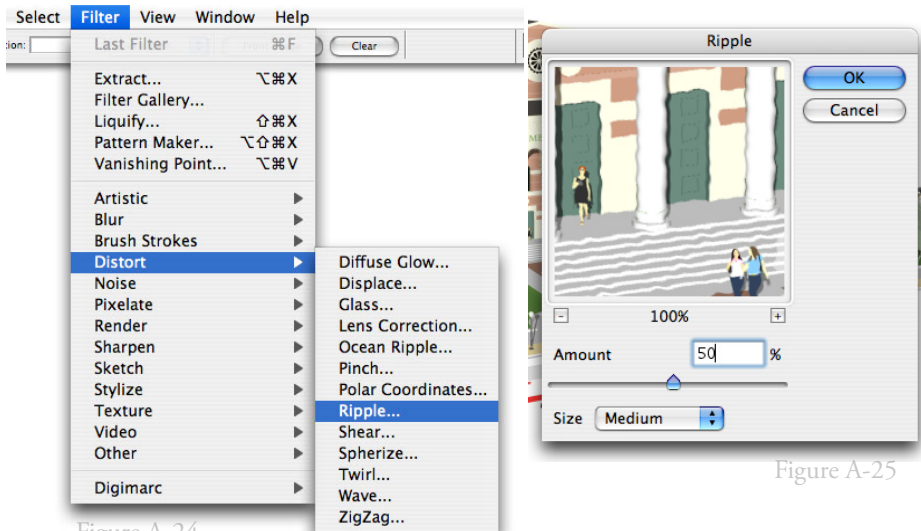 Select Filter View Window Help
tion:
Clear
Last Filter ⌘F
Extract... ⌥⌘X
Filter Gallery...
Liquify... ⇧⌘X
Pattern Maker... ⌥⇧⌘X
Vanishing Point... ⌥⌘V
Artistic
Blur
Brush Strokes
Distort
Noise
Pixelate
Render
Sharpen
Sketch
Stylize
Texture
Video
Other
Digimarc
Diffuse Glow...
Displace...
Glass...
Lens Correction...
Ocean Ripple...
Pinch...
Polar Coordinates...
Ripple...
Shear...
Spherize...
Twirl...
Wave...
ZigZag...
Figure A-24
Ripple
OK
Cancel
- 100% +
Amount 50 %
Size Medium
Figure A-25